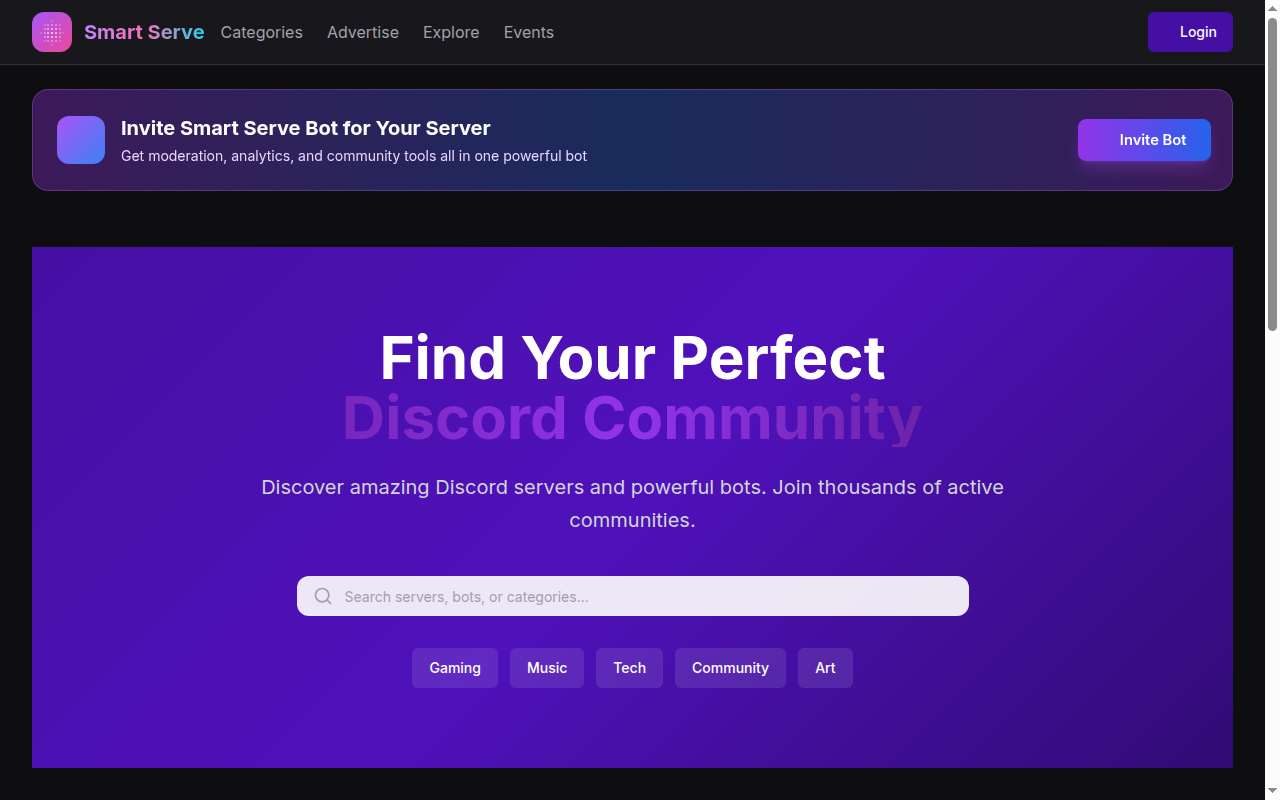 Smart Serve
Categories
Advertise
Explore
Events
Login
Invite Smart Serve Bot for Your Server
Get moderation, analytics, and community tools all in one powerful bot
Invite Bot
Find Your Perfect
Discord Community
Discover amazing Discord servers and powerful bots. Join thousands of active
communities.
Search servers, bots, or categories...
Gaming
Music
Tech
Community
Art